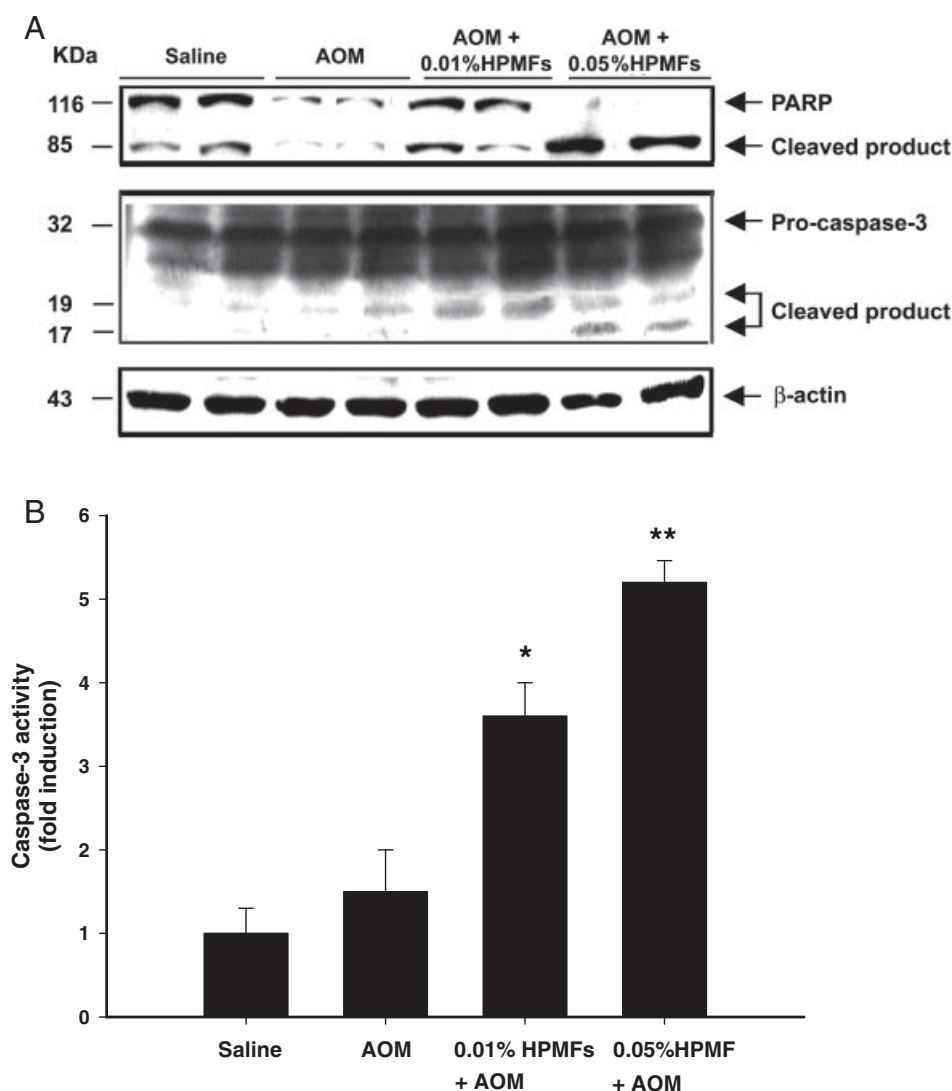 A
KDa
Saline
AOM
AOM +
0.01%HPMFs
AOM +
0.05%HPMFs
116
PARP
85
Cleaved product
32
Pro-caspase-3
19
Cleaved product
17
43
β-actin
B
Caspase-3 activity
(fold induction)
6
5
4
3
2
1
0
*
**
Saline
AOM
0.01% HPMFs
+ AOM
0.05%HPMF
+ AOM